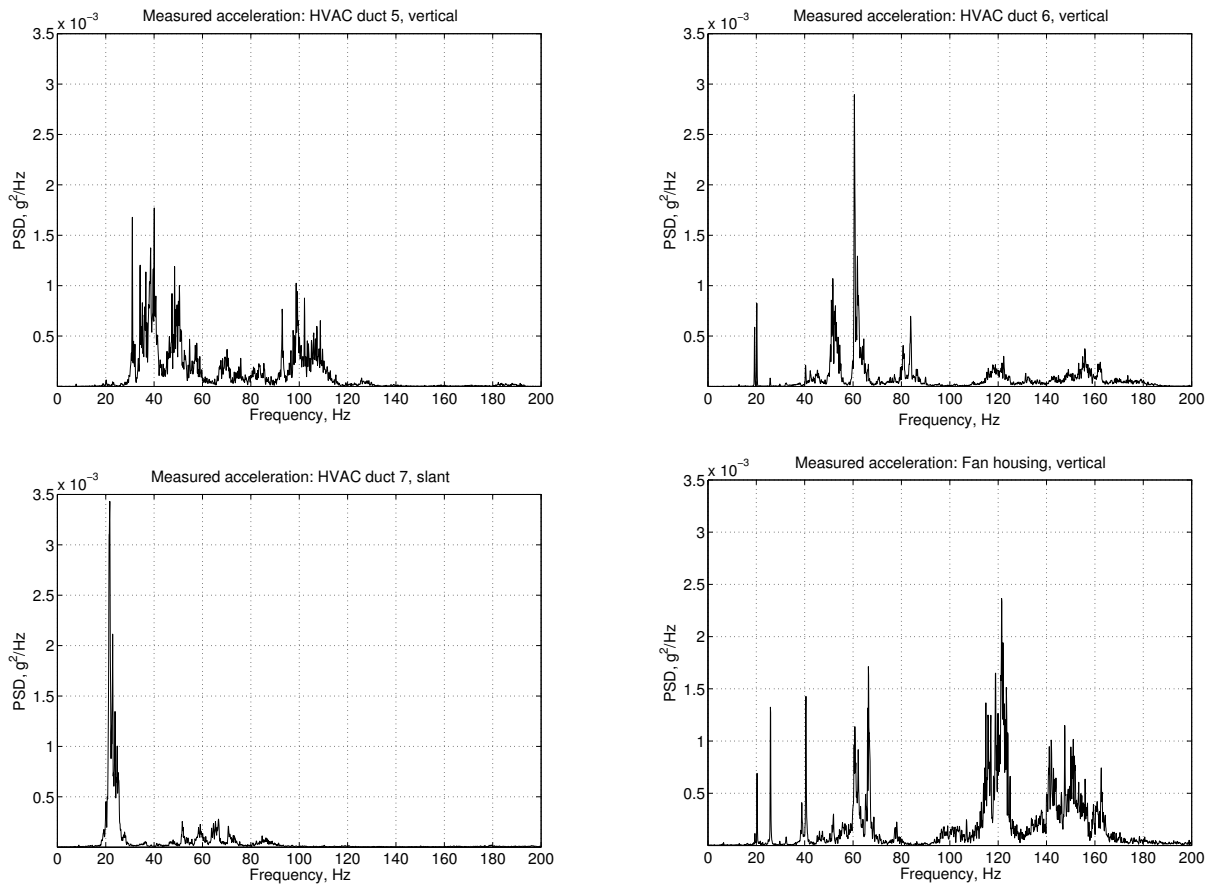 Measured acceleration: HVAC duct 5, vertical
x 10⁻³
3.5
3
2.5
2
1.5
1
0.5
PSD, g²/Hz
0 20 40 60 80 100 120 140 160 180 200
Frequency, Hz
Measured acceleration: HVAC duct 6, vertical
x 10⁻³
3.5
3
2.5
2
1.5
1
0.5
PSD, g²/Hz
0 20 40 60 80 100 120 140 160 180 200
Frequency, Hz
Measured acceleration: HVAC duct 7, slant
x 10⁻³
3.5
3
2.5
2
1.5
1
0.5
PSD, g²/Hz
0 20 40 60 80 100 120 140 160 180 200
Frequency, Hz
Measured acceleration: Fan housing, vertical
x 10⁻³
3.5
3
2.5
2
1.5
1
0.5
PSD, g²/Hz
0 20 40 60 80 100 120 140 160 180 200
Frequency, Hz